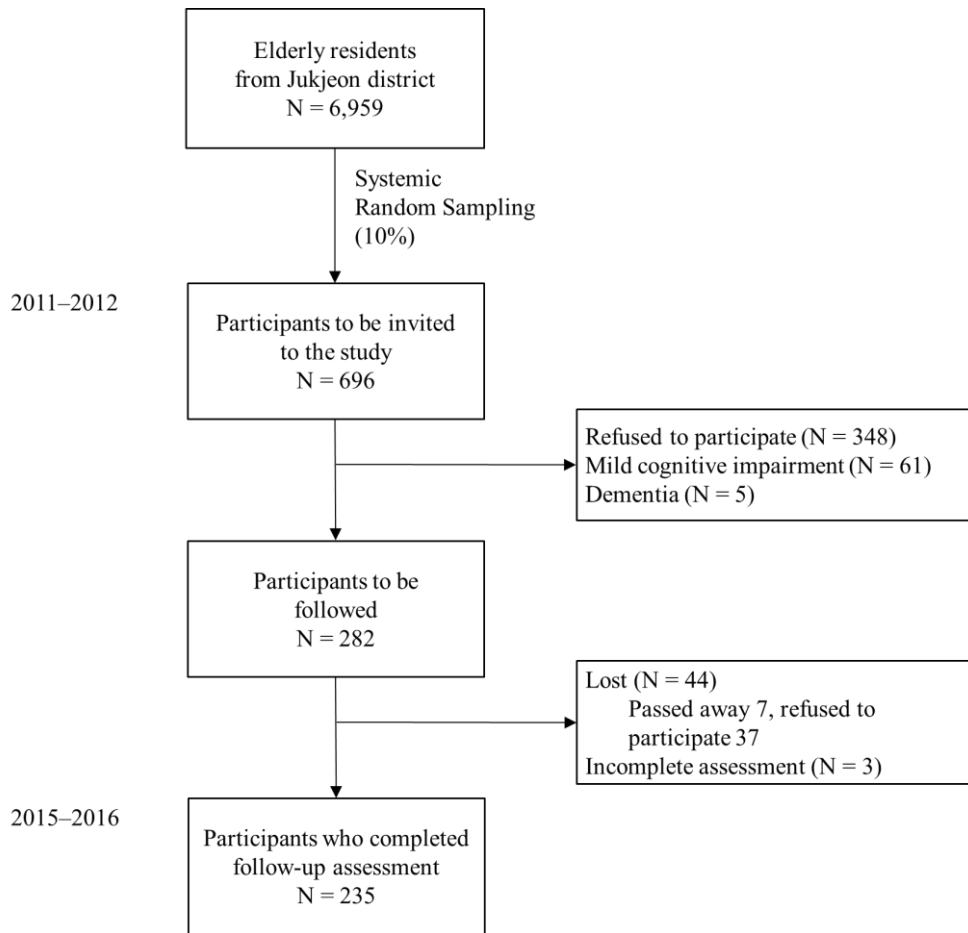 Elderly residents
from Jukjeon district
N = 6,959
Systemic
Random Sampling
(10%)
2011–2012
Participants to be invited
to the study
N = 696
Refused to participate (N = 348)
Mild cognitive impairment (N = 61)
Dementia (N = 5)
Participants to be
followed
N = 282
Lost (N = 44)
Passed away 7, refused to
participate 37
Incomplete assessment (N = 3)
2015–2016
Participants who completed
follow-up assessment
N = 235